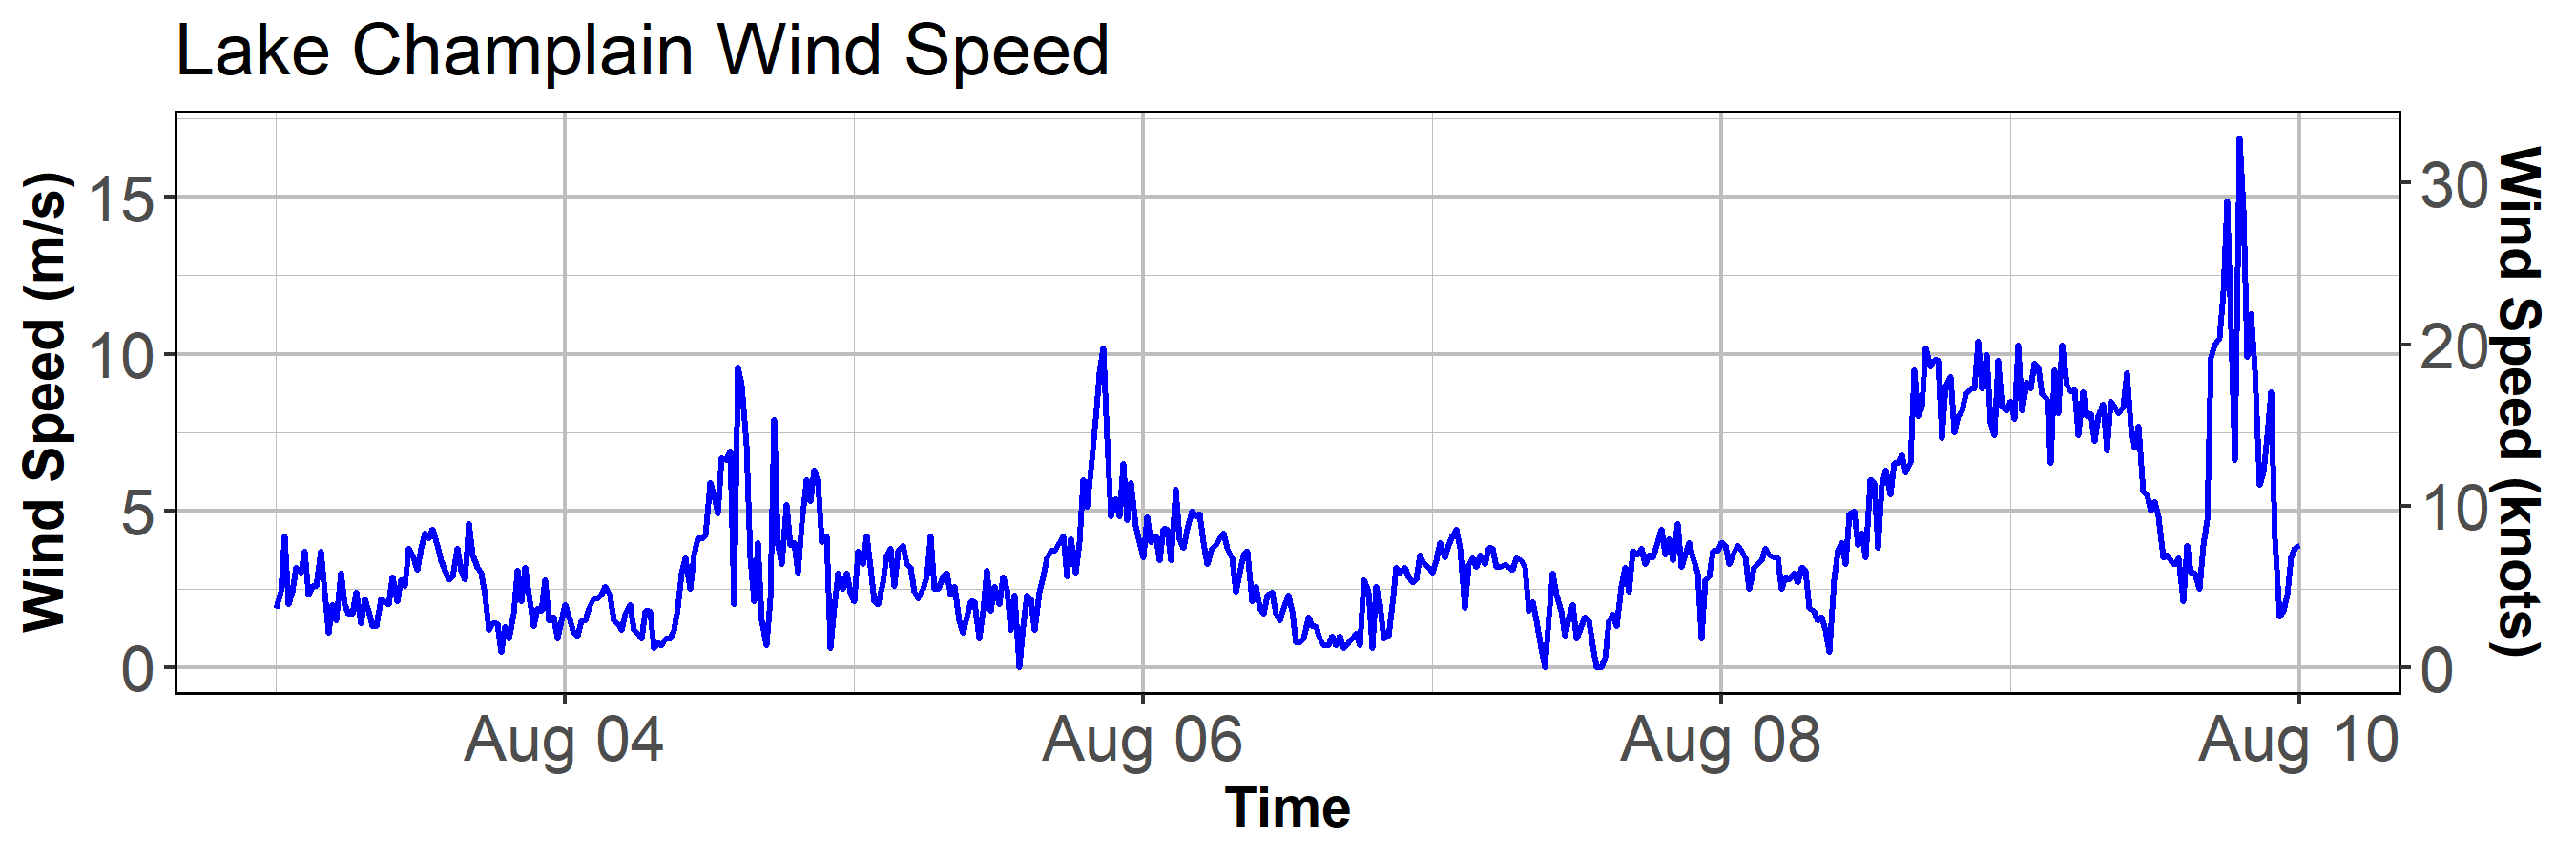 Lake Champlain Wind Speed
Wind Speed (m/s)
15
10
5
0
30
20
10
0
Wind Speed (knots)
Aug 04
Aug 06
Aug 08
Aug 10
Time